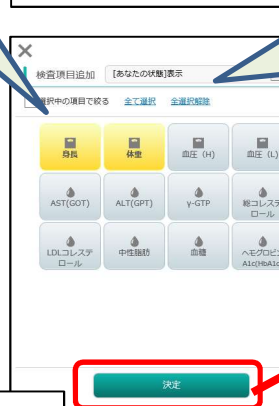 検査項目追加 [あなたの状態]表示
選択中の項目で絞る 全て選択 全選択解除
身長 体重 血圧（H） 血圧（L）
AST(GOT) ALT(GPT) γ-GTP 総コレステ
ロール
LDLコレステ
ロール 中性脂肪 血糖 ヘモグロビン
A1c(HbA1c
決定